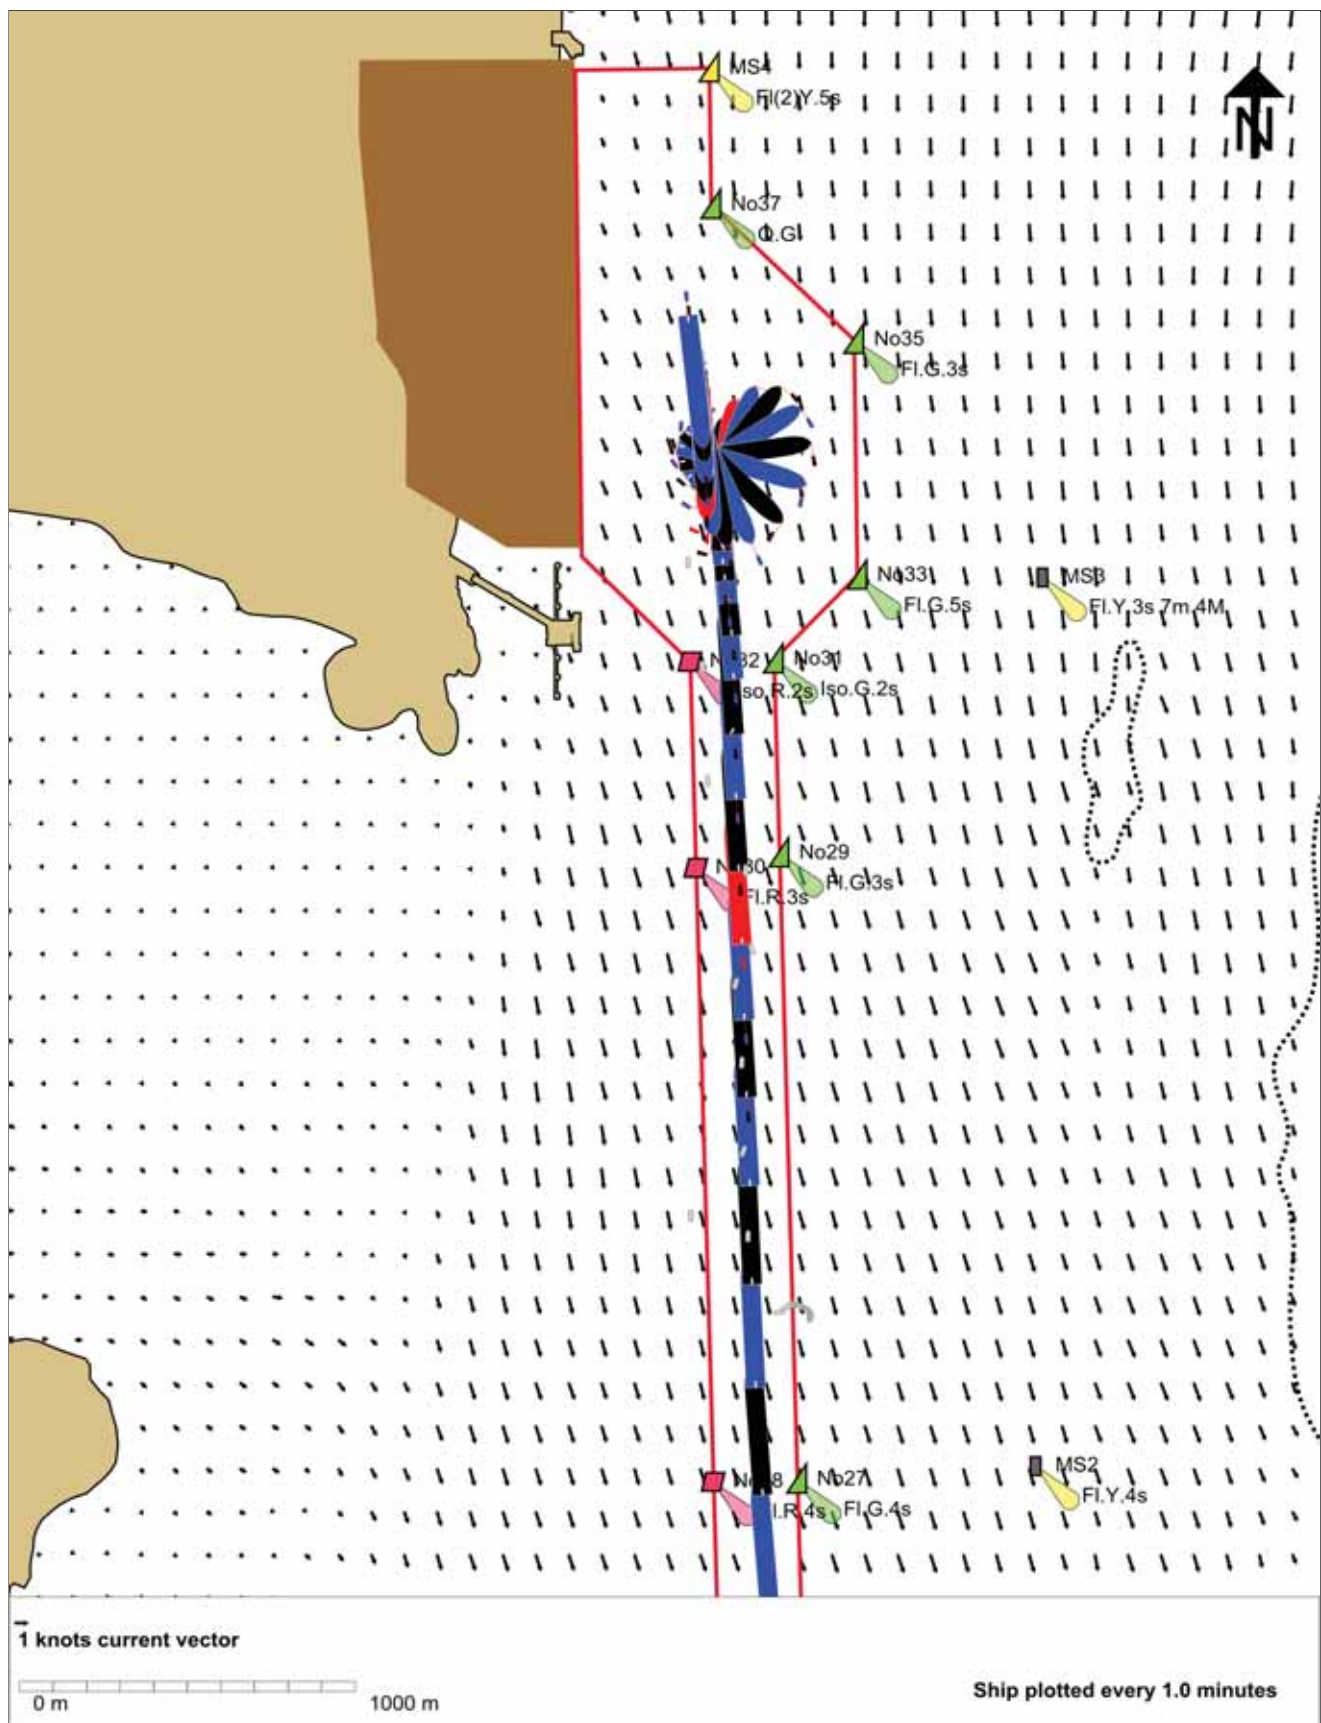 MS4
Fl(2)Y.5s
N
No37
Q.G
No35
Fl.G.3s
No33
Fl.G.5s
MS3
Fl.Y.3s 7m 4M
No31
Iso.R.2s
Iso.G.2s
No29
Fl.G.3s
Fl.R.3s
MS2
Fl.Y.4s
No27
Fl.G.4s
1 knots current vector
0 m
1000 m
Ship plotted every 1.0 minutes